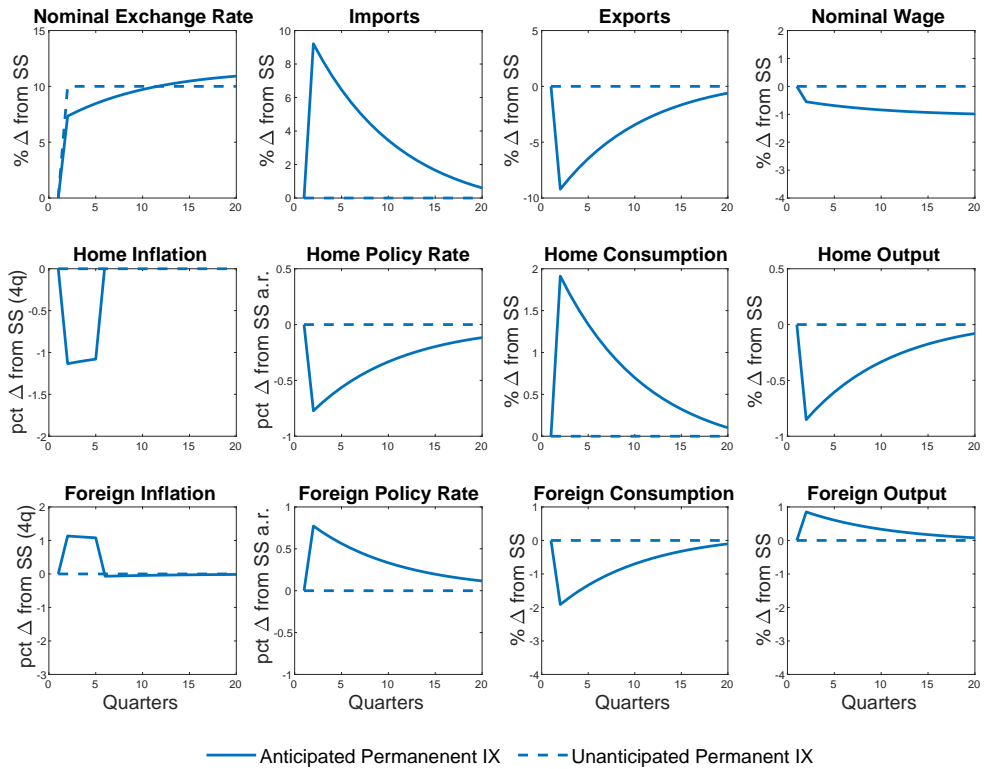 Nominal Exchange Rate
% Δ from SS
15
10
5
0
0 5 10 15 20
Imports
% Δ from SS
10
8
6
4
2
0
0 5 10 15 20
Exports
% Δ from SS
5
0
-5
-10
0 5 10 15 20
Nominal Wage
% Δ from SS
2
1
0
-1
-2
-3
-4
0 5 10 15 20
Home Inflation
pct Δ from SS (4q)
0
-0.5
-1
-1.5
-2
0 5 10 15 20
Home Policy Rate
pct Δ from SS a.r.
0.5
0
-0.5
-1
0 5 10 15 20
Home Consumption
% Δ from SS
2
1.5
1
0.5
0
0 5 10 15 20
Home Output
% Δ from SS
0.5
0
-0.5
-1
0 5 10 15 20
Foreign Inflation
pct Δ from SS (4q)
2
1
0
-1
-2
-3
0 5 10 15 20
Quarters
Foreign Policy Rate
pct Δ from SS a.r.
1
0.5
0
-0.5
-1
0 5 10 15 20
Quarters
Foreign Consumption
% Δ from SS
1
0
-1
-2
-3
-4
0 5 10 15 20
Quarters
Foreign Output
% Δ from SS
1
0
-1
-2
-3
-4
0 5 10 15 20
Quarters
Anticipated Permanenent IX
Unanticipated Permanent IX